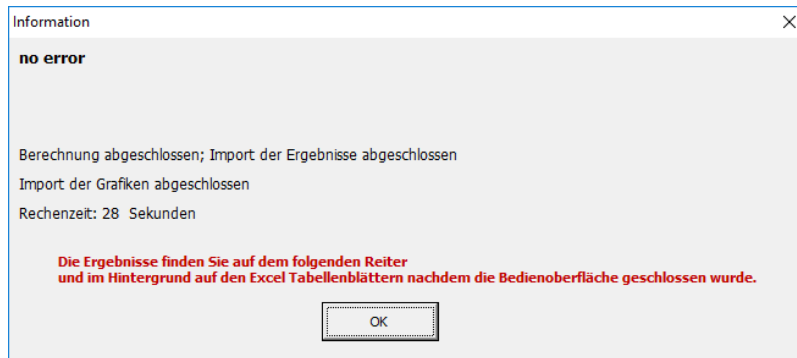 Information
no error
Berechnung abgeschlossen; Import der Ergebnisse abgeschlossen
Import der Grafiken abgeschlossen
Rechenzeit: 28 Sekunden
Die Ergebnisse finden Sie auf dem folgenden Reiter
und im Hintergrund auf den Excel Tabellenblättern nachdem die Bedienoberfläche geschlossen wurde.
OK